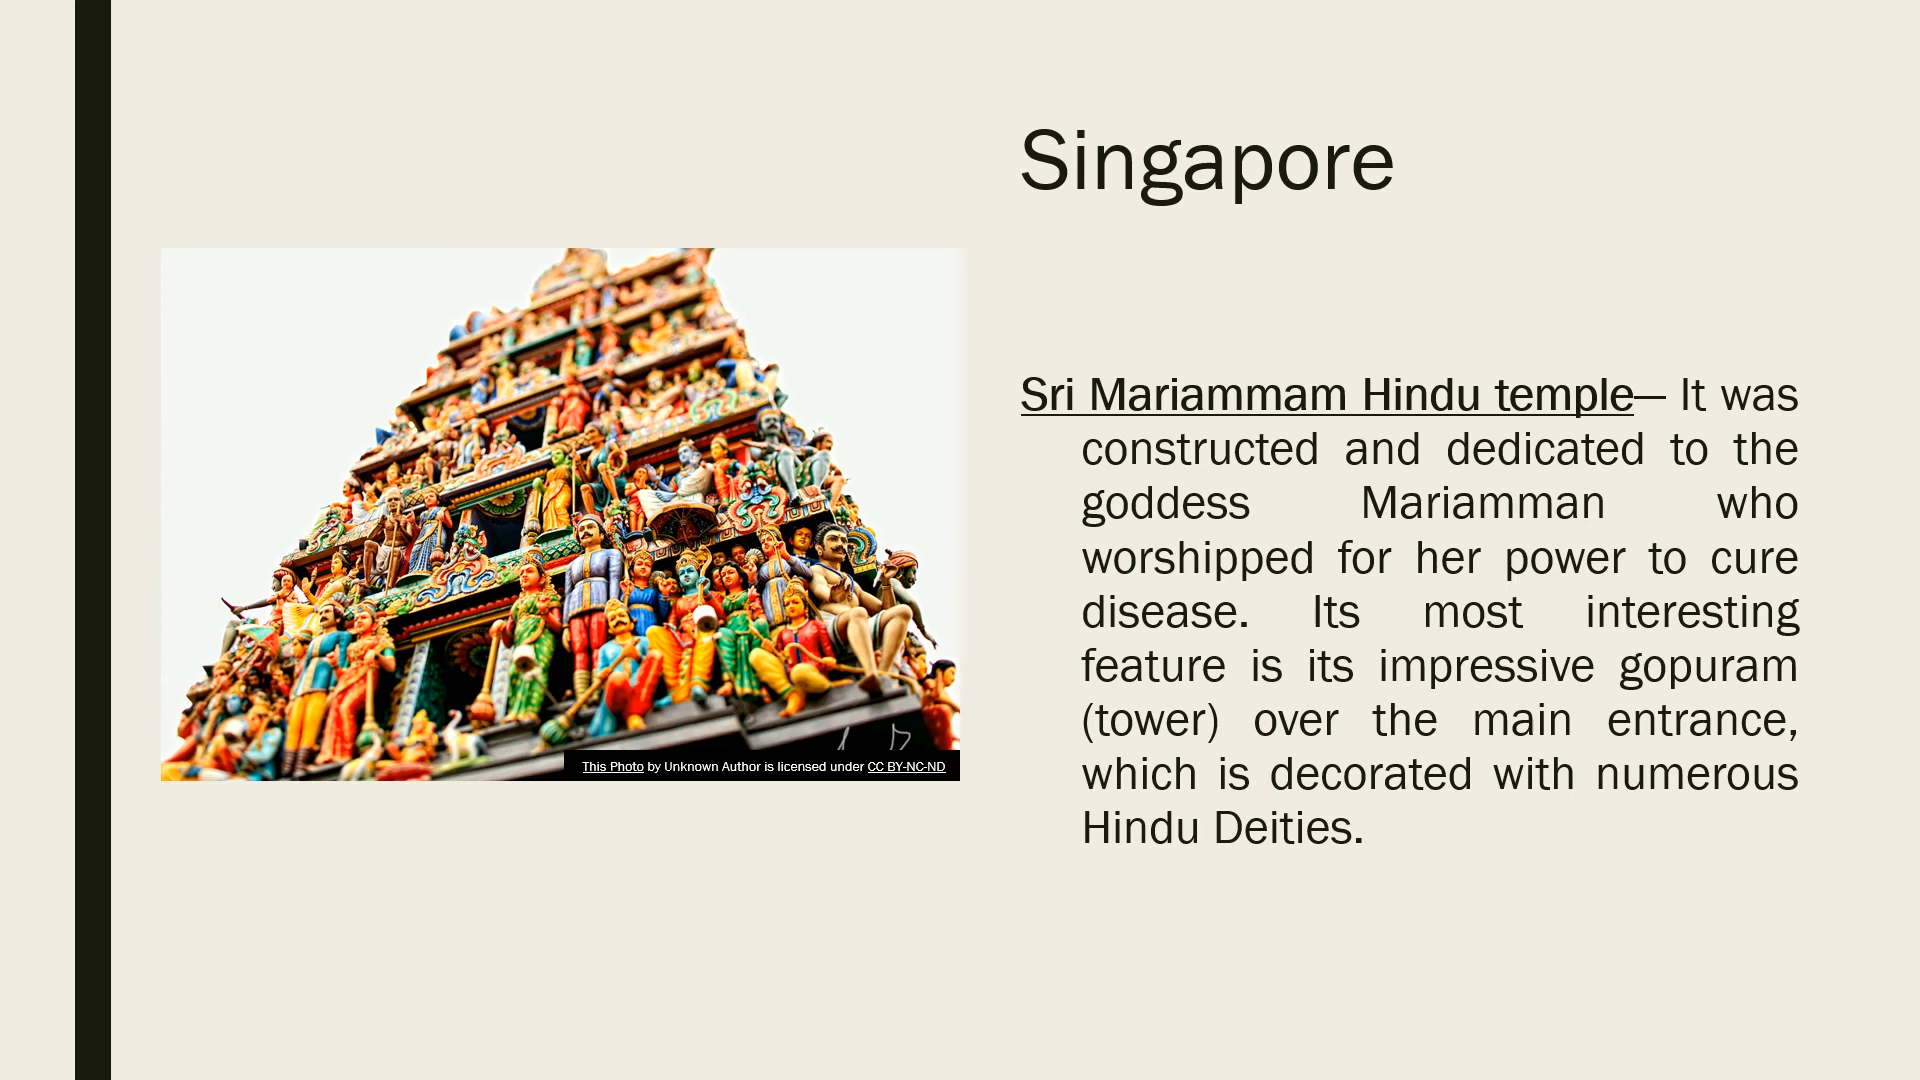 Singapore
Sri Mariammam Hindu temple— It was
constructed and dedicated to the
goddess Mariamman who
worshipped for her power to cure
disease. Its most interesting
feature is its impressive gopuram
(tower) over the main entrance,
which is decorated with numerous
Hindu Deities.
This Photo by Unknown Author is licensed under CC BY-NC-ND